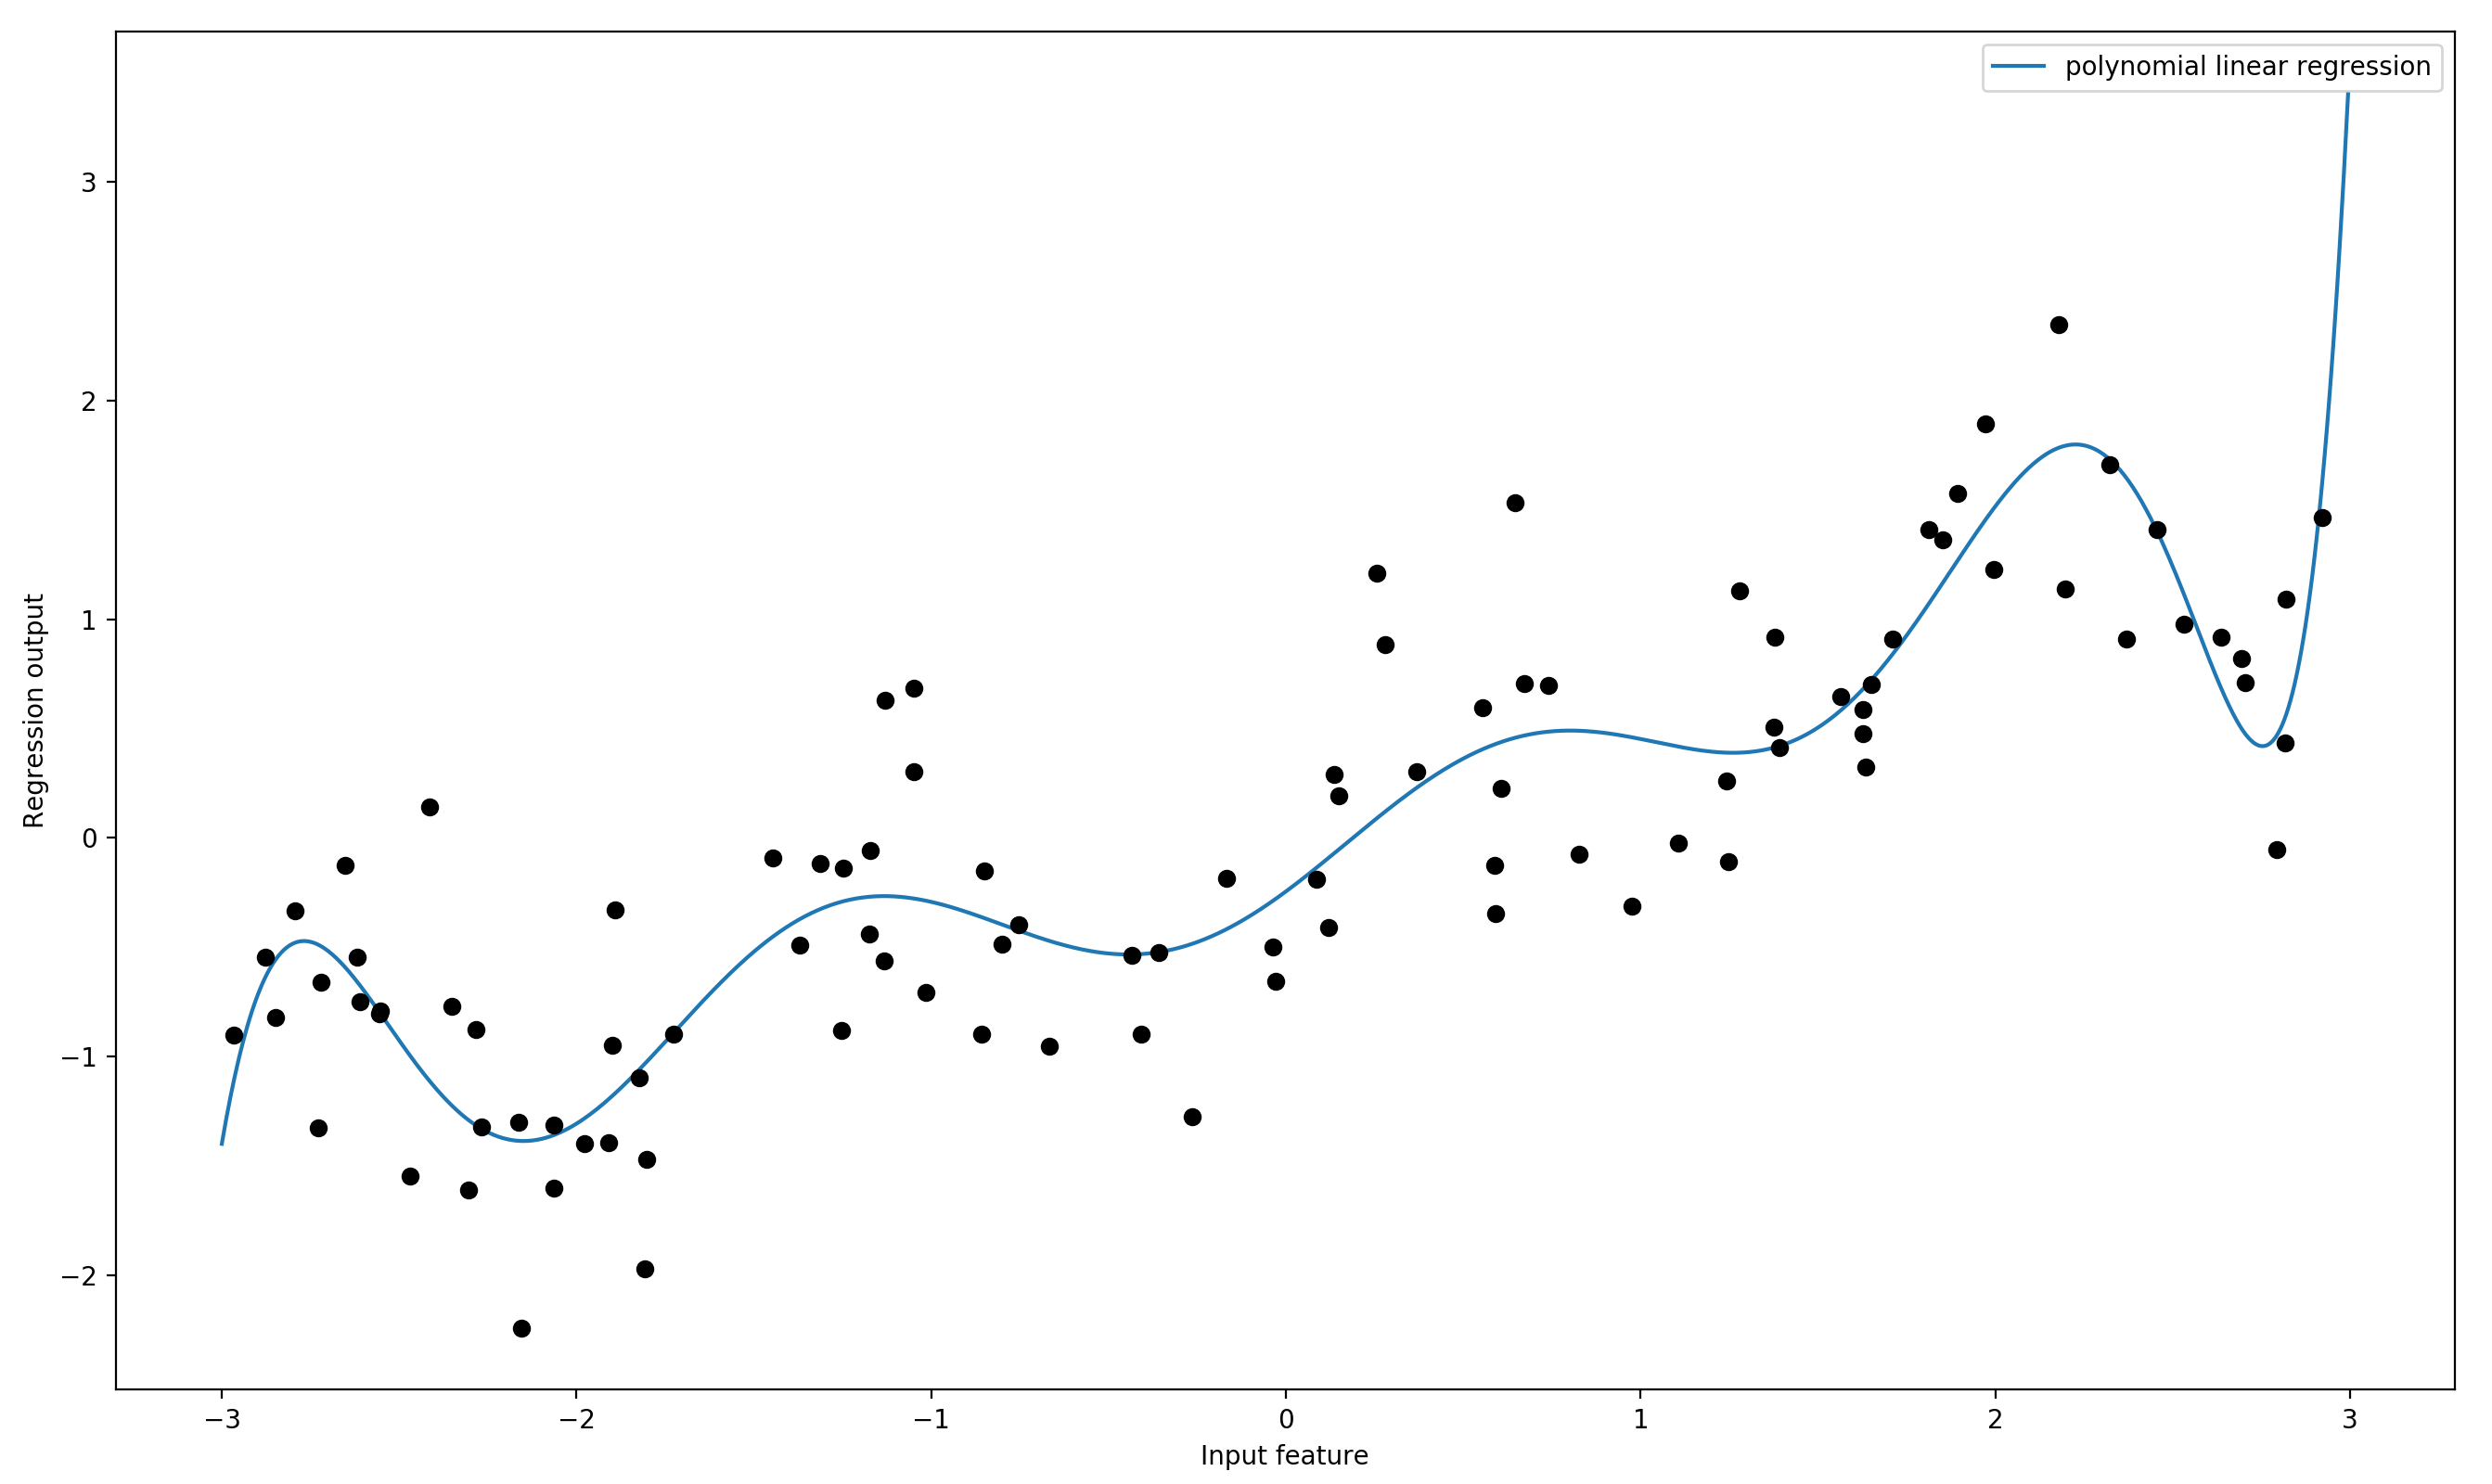 polynomial linear regression
3
2
1
0
−1
−2
Regression output
−3 −2 −1 0 1 2 3
Input feature